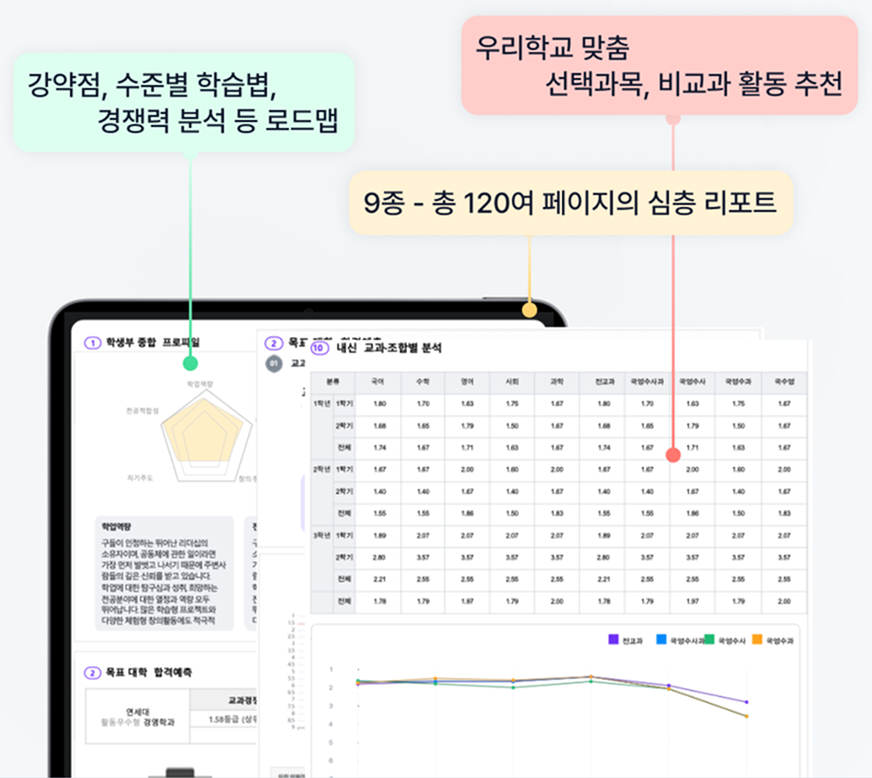 우리학교 맞춤
선택과목, 비교과 활동 추천
강약점, 수준별 학습볍,
경쟁력 분석 등 로드맵
9종 - 총 120여 페이지의 심층 리포트
1 학생부 종합 프로파일
학업역량
전공적합성
자기주도
학업역량
구들이 인정하는 뛰어난 리더십의
소유자이며, 공동체에 관한 일이라면
가장 먼저 발벗고 나서기 때문에 주변사
람들의 깊은 신뢰를 받고 있습니다.
학업에 대한 탐구심과 성취, 희망하는
전공분야에 대한 열정과 역량 모두
뛰어납니다. 많은 학습형 프로젝트와
다양한 체험형 창의활동에도 적극적
2 목표 대학 합격예측
연세대
활동우수형 경영학과
1.58등급
2
01
10 내신 교과·조합별 분석
분류 국어 수학 영어 사회 과학 전교과 국영수사과 국영수사 국영수과 국수영
1학년 1학기 1.80 1.70 1.63 1.75 1.67 1.80 1.70 1.63 1.75 1.67
2학기 1.68 1.65 1.79 1.50 1.67 1.68 1.65 1.79 1.50 1.67
전체 1.74 1.67 1.71 1.63 1.67 1.74 1.67 1.71 1.63 1.67
2학년 1학기 1.67 1.67 2.00 1.60 2.00 1.67 1.67 2.00 1.60 2.00
2학기 1.40 1.40 1.67 1.40 1.67 1.40 1.40 1.67 1.40 1.67
전체 1.55 1.55 1.86 1.50 1.83 1.55 1.55 1.86 1.50 1.83
3학년 1학기 1.89 2.07 2.07 2.07 2.07 1.89 2.07 2.07 2.07 2.07
2학기 2.80 3.57 3.57 3.57 3.57 2.80 3.57 3.57 3.57 3.57
전체 2.21 2.55 2.55 2.55 2.55 2.21 2.55 2.55 2.55 2.55
전체 1.78 1.79 1.97 1.79 2.00 1.78 1.79 1.97 1.79 2.00
전교과 국영수사과 국영수사 국영수과
1
2
3
4
5
6